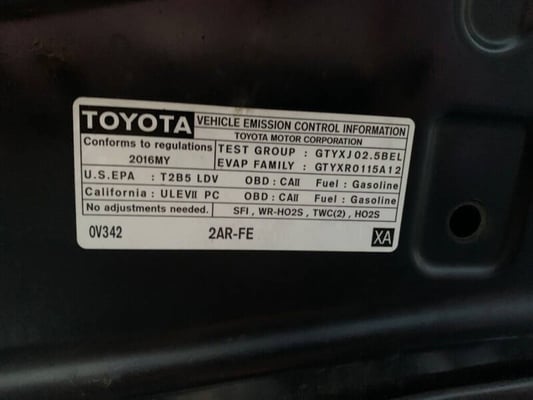 TOYOTA VEHICLE EMISSION CONTROL INFORMATION
TOYOTA MOTOR CORPORATION
Conforms to regulations
2016MY
TEST GROUP : GTYXJ02.5BEL
EVAP FAMILY : GTYXR0115A12
U.S.EPA : T2B5 LDV OBD : CAII Fuel : Gasoline
California : ULEVII PC OBD : CAII Fuel : Gasoline
No adjustments needed. SFI , WR-HO2S , TWC(2) , HO2S
0V342 2AR-FE XA